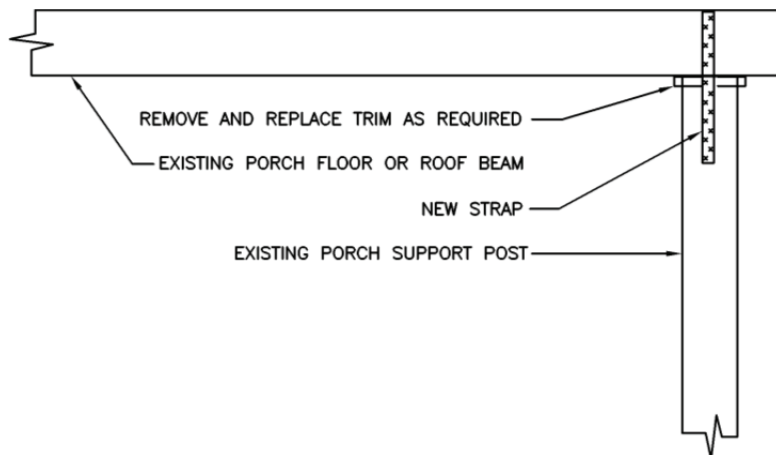 REMOVE AND REPLACE TRIM AS REQUIRED
EXISTING PORCH FLOOR OR ROOF BEAM
NEW STRAP
EXISTING PORCH SUPPORT POST